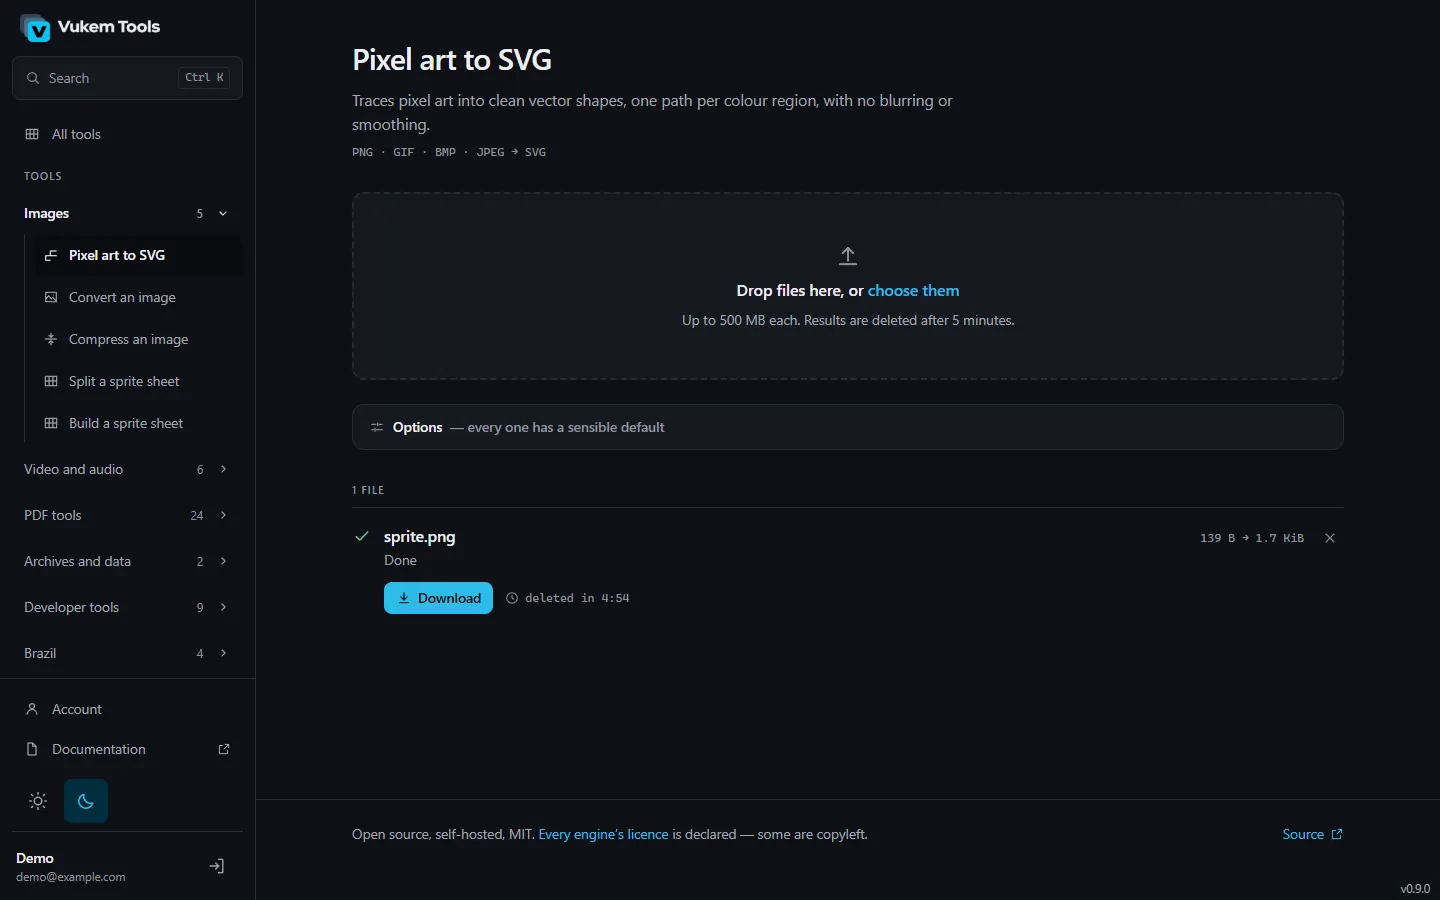 Vukem Tools
Search Ctrl K
All tools
TOOLS
Images 5
Pixel art to SVG
Convert an image
Compress an image
Split a sprite sheet
Build a sprite sheet
Video and audio 6
PDF tools 24
Archives and data 2
Developer tools 9
Brazil 4
Account
Documentation
Demo
demo@example.com
Pixel art to SVG
Traces pixel art into clean vector shapes, one path per colour region, with no blurring or
smoothing.
PNG · GIF · BMP · JPEG → SVG
Drop files here, or choose them
Up to 500 MB each. Results are deleted after 5 minutes.
Options — every one has a sensible default
1 FILE
sprite.png 139 B → 1.7 KiB
Done
Download deleted in 4:54
Open source, self-hosted, MIT. Every engine's licence is declared — some are copyleft. Source
v0.9.0